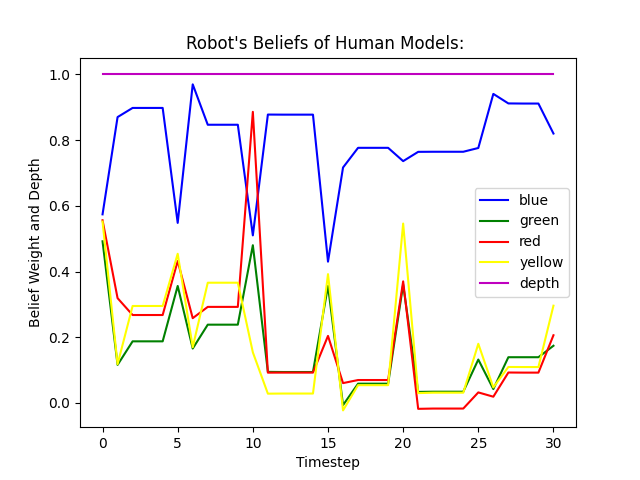 Robot's Beliefs of Human Models:
Belief Weight and Depth
1.0
0.8
0.6
0.4
0.2
0.0
blue
green
red
yellow
depth
0 5 10 15 20 25 30
Timestep